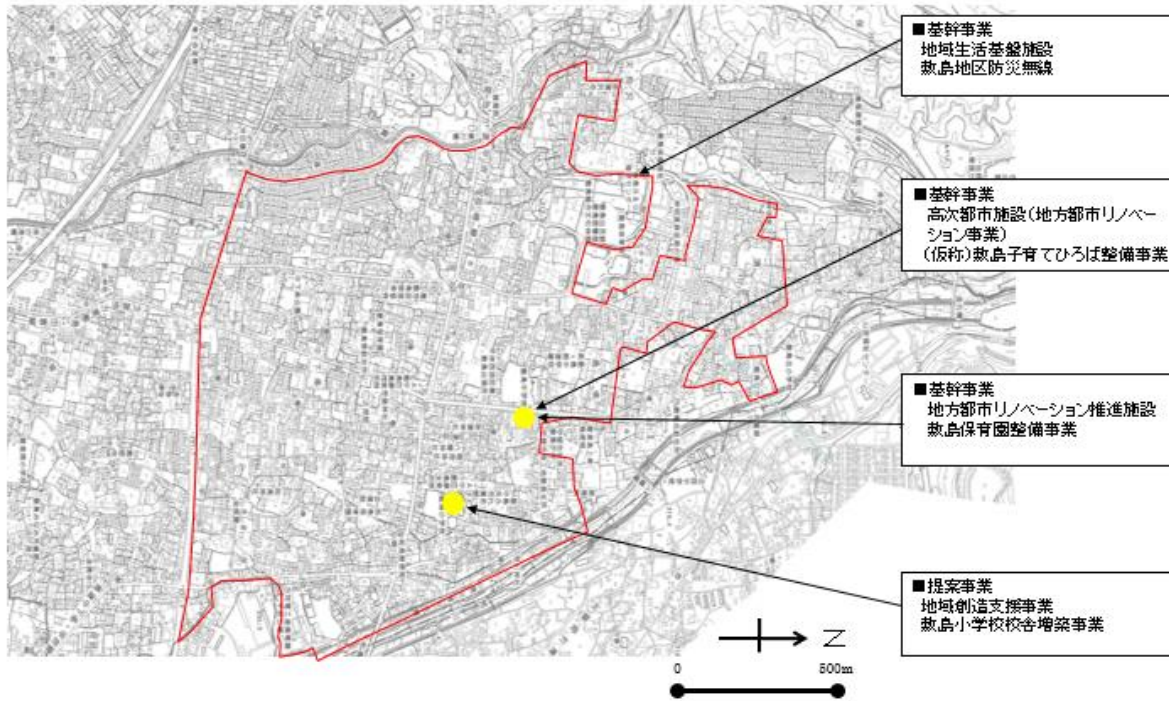 ■基幹事業
地域生活基盤施設
敷島地区防災無線
■基幹事業
高次都市施設(地方都市リノベー
ション事業)
(仮称)敷島子育てひろば整備事業
■基幹事業
地方都市リノベーション推進施設
敷島保育園整備事業
■提案事業
地域創造支援事業
敷島小学校校舎増築事業
Z
0 500m